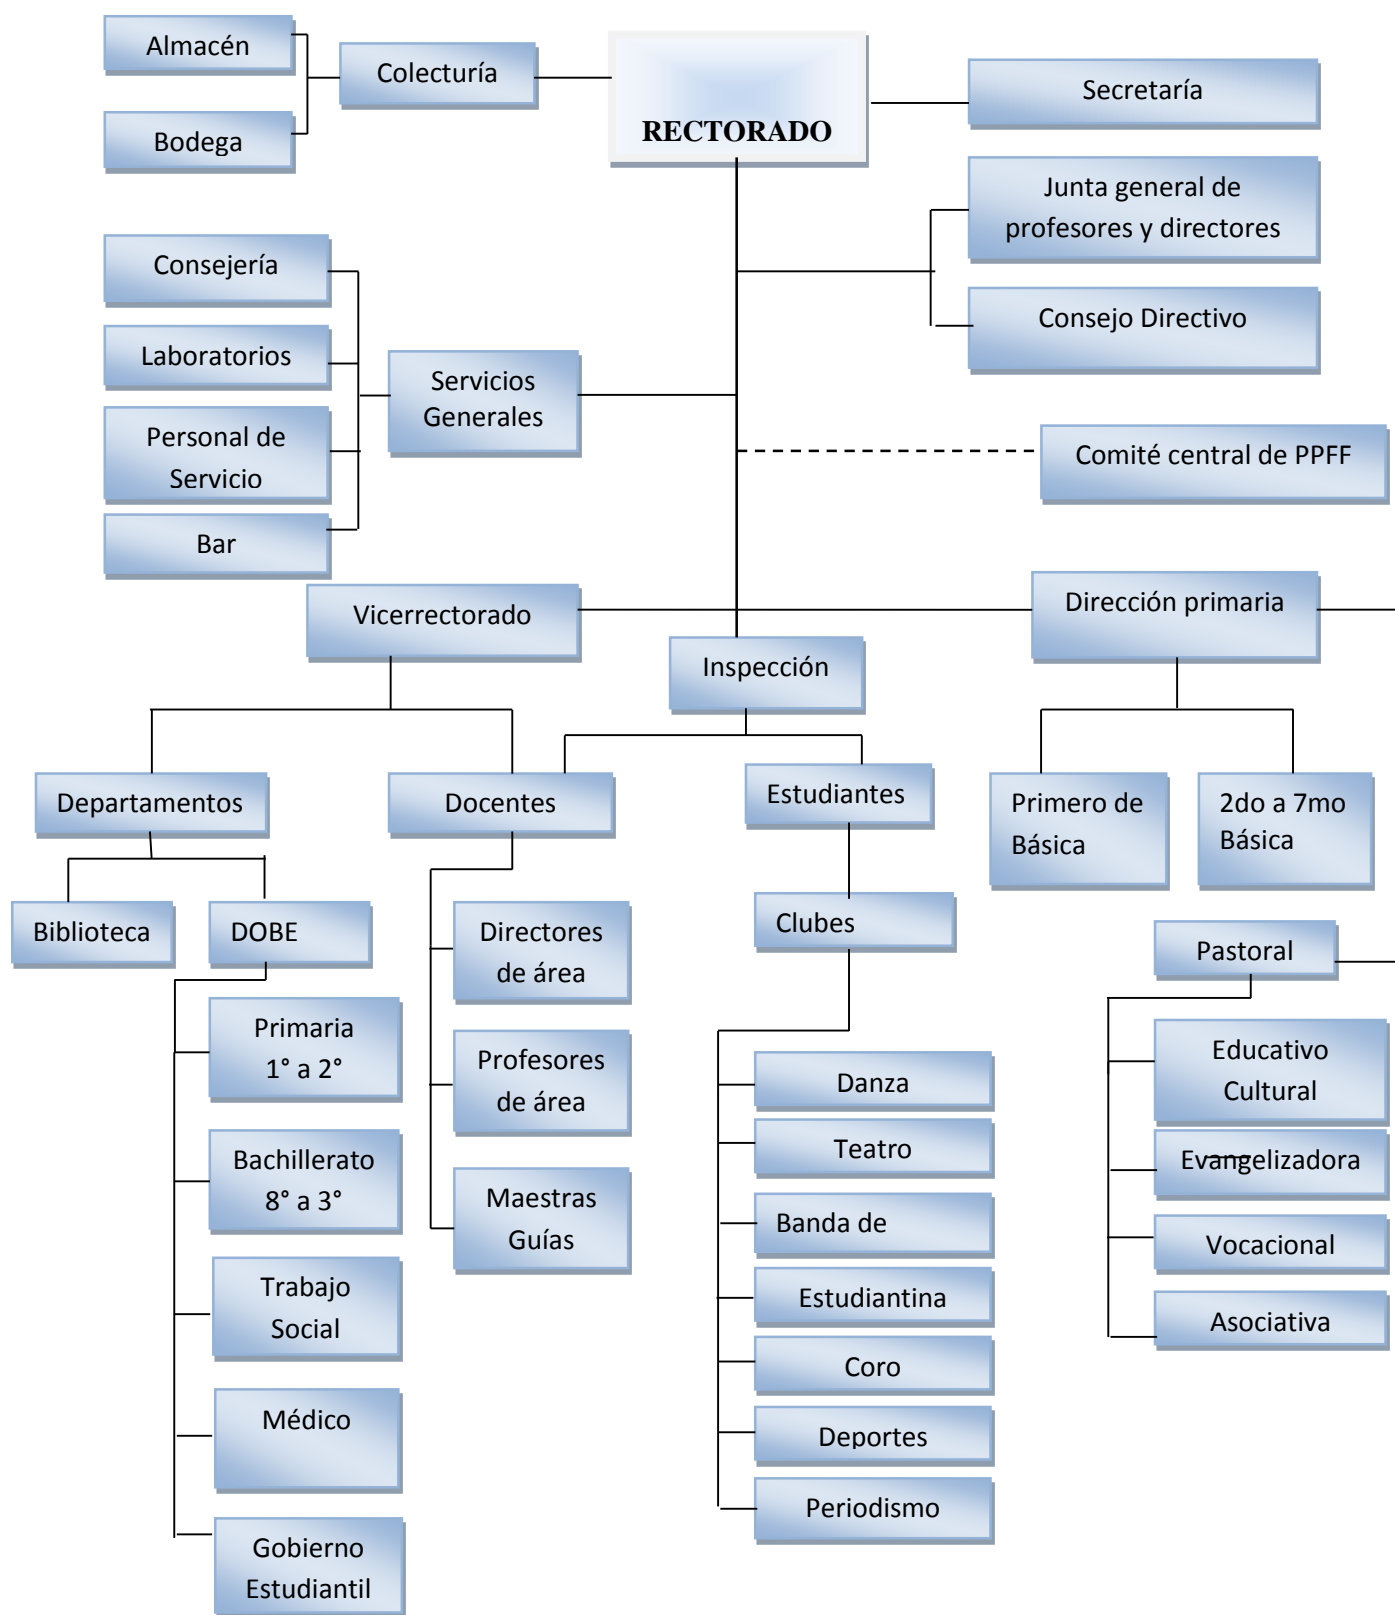 Almacén
Colecturía
Bodega
RECTORADO
Secretaría
Junta general de
profesores y directores
Consejo Directivo
Consejería
Laboratorios
Servicios
Generales
Personal de
Servicio
Bar
Comité central de PPFF
Vicerrectorado
Inspección
Dirección primaria
Departamentos
Docentes
Estudiantes
Primero de
Básica
2do a 7mo
Básica
Biblioteca
DOBE
Primaria
1° a 2°
Bachillerato
8° a 3°
Trabajo
Social
Médico
Gobierno
Estudiantil
Directores
de área
Profesores
de área
Maestras
Guías
Clubes
Danza
Teatro
Banda de
Estudiantina
Coro
Deportes
Periodismo
Pastoral
Educativo
Cultural
Evangelizadora
Vocacional
Asociativa